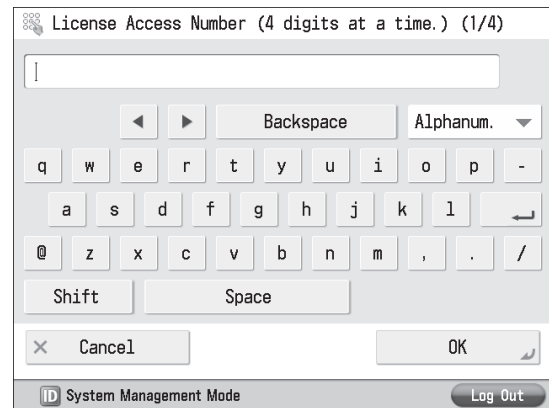 License Access Number (4 digits at a time.) (1/4)
Backspace Alphanum.
q w e r t y u i o p -
a s d f g h j k l
@ z x c v b n m , . /
Shift Space
× Cancel OK
ID System Management Mode Log Out